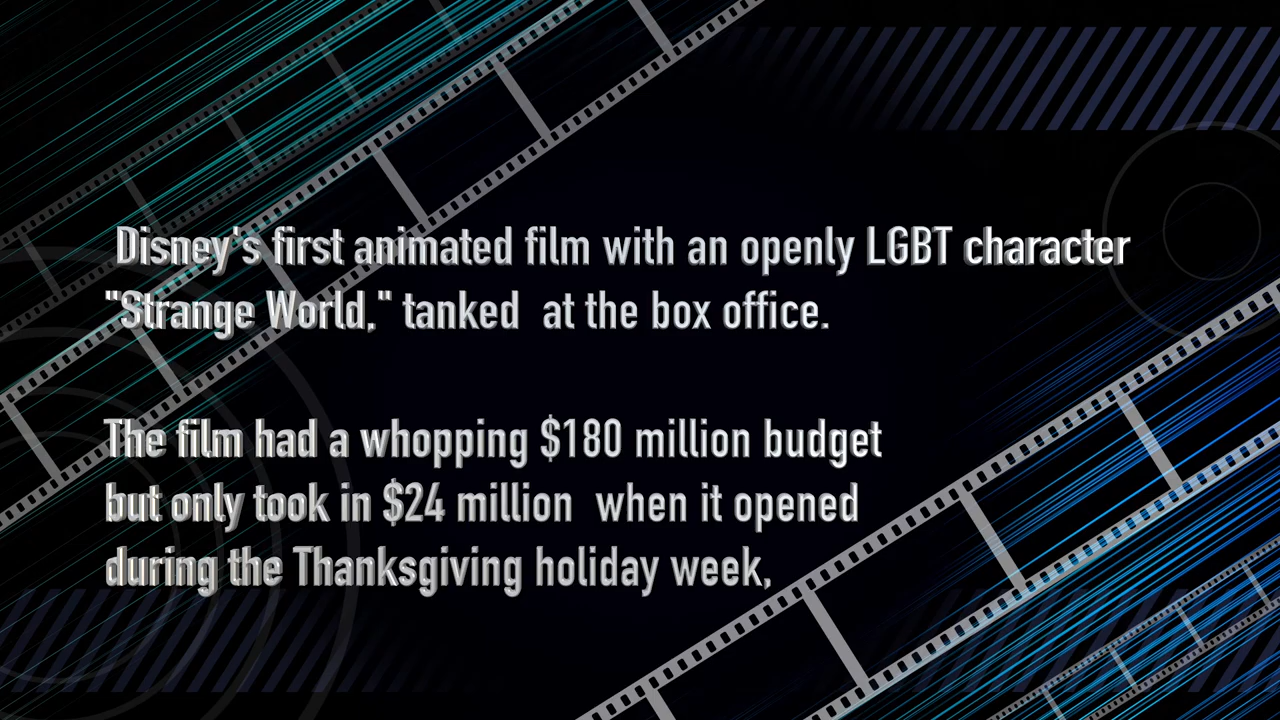 Disney's first animated film with an openly LGBT character
"Strange World," tanked at the box office.
The film had a whopping $180 million budget
but only took in $24 million when it opened
during the Thanksgiving holiday week,